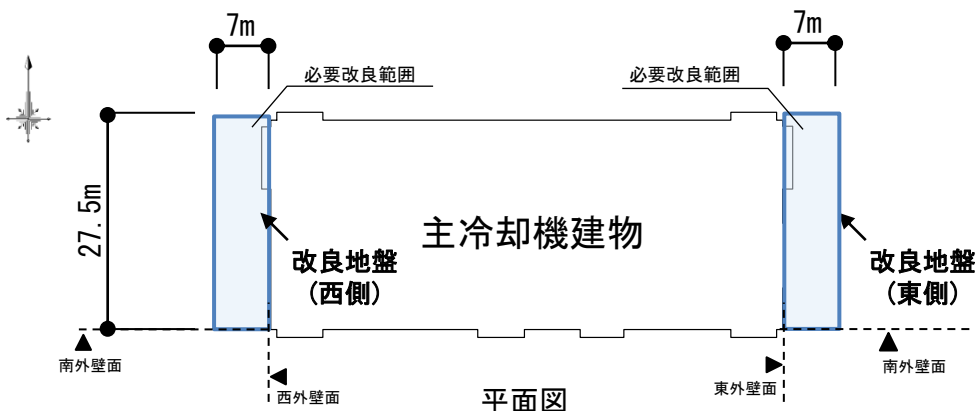 7m
7m
必要改良範囲
必要改良範囲
27.5m
主冷却機建物
改良地盤
(西側)
改良地盤
(東側)
南外壁面
西外壁面
東外壁面
南外壁面
平面図